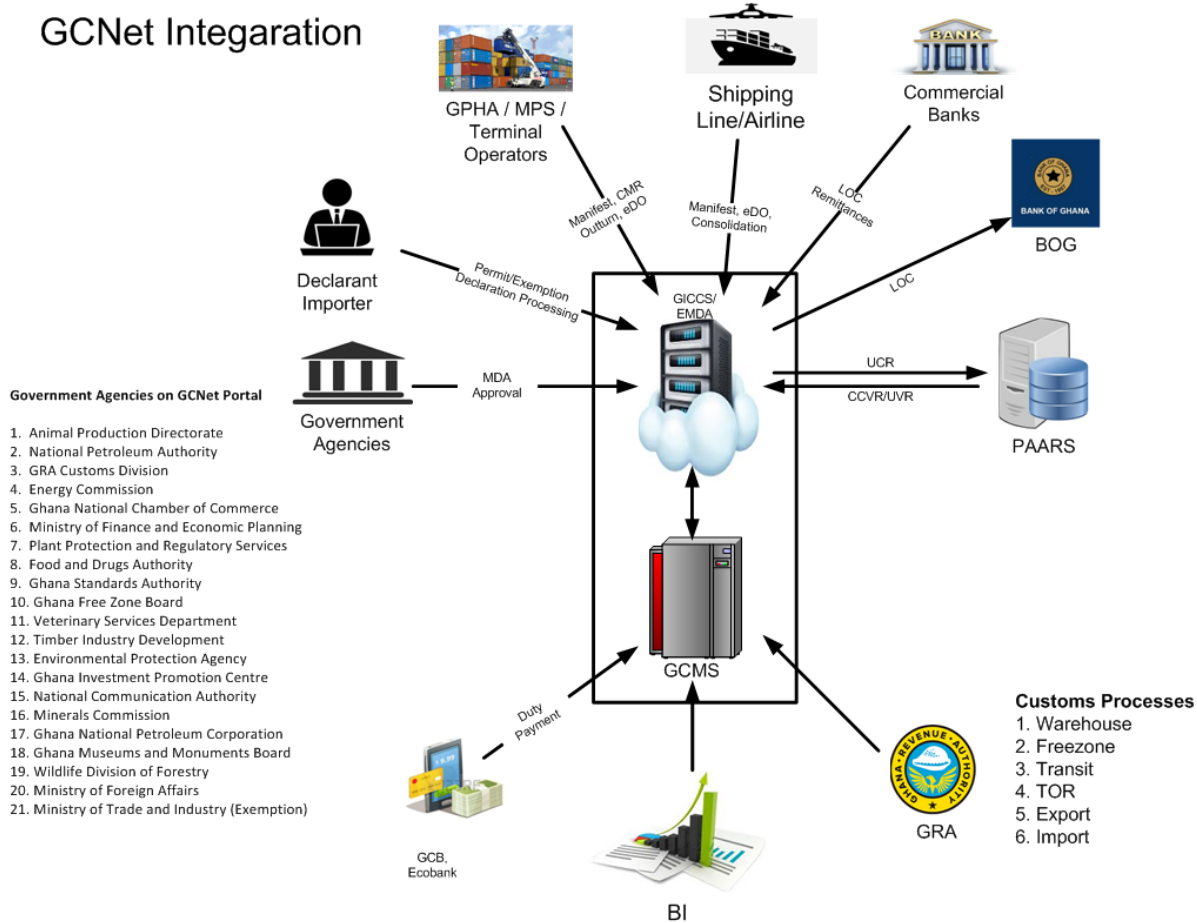 GCNet Integaration
BANK
GPHA / MPS /
Terminal
Operators
Shipping
Line/Airline
Commercial
Banks
BANK OF GHANA
EST - 1957
BANK OF GHANA
BOG
Manifest, CMR
Outturn, eDO
Manifest, eDO,
Consolidation
LOC
Remittances
LOC
Declarant
Importer
Permit/Exemption
Declaration Processing
GICCS/
EMDA
UCR
CCVR/UVR
PAARS
MDA
Approval
Government
Agencies
Government Agencies on GCNet Portal
1. Animal Production Directorate
2. National Petroleum Authority
3. GRA Customs Division
4. Energy Commission
5. Ghana National Chamber of Commerce
6. Ministry of Finance and Economic Planning
7. Plant Protection and Regulatory Services
8. Food and Drugs Authority
9. Ghana Standards Authority
10. Ghana Free Zone Board
11. Veterinary Services Department
12. Timber Industry Development
13. Environmental Protection Agency
14. Ghana Investment Promotion Centre
15. National Communication Authority
16. Minerals Commission
17. Ghana National Petroleum Corporation
18. Ghana Museums and Monuments Board
19. Wildlife Division of Forestry
20. Ministry of Foreign Affairs
21. Ministry of Trade and Industry (Exemption)
GCMS
Duty
Payment
GCB,
Ecobank
BI
GHANA • REVENUE • AUTHORITY
GRA
Customs Processes
1. Warehouse
2. Freezone
3. Transit
4. TOR
5. Export
6. Import